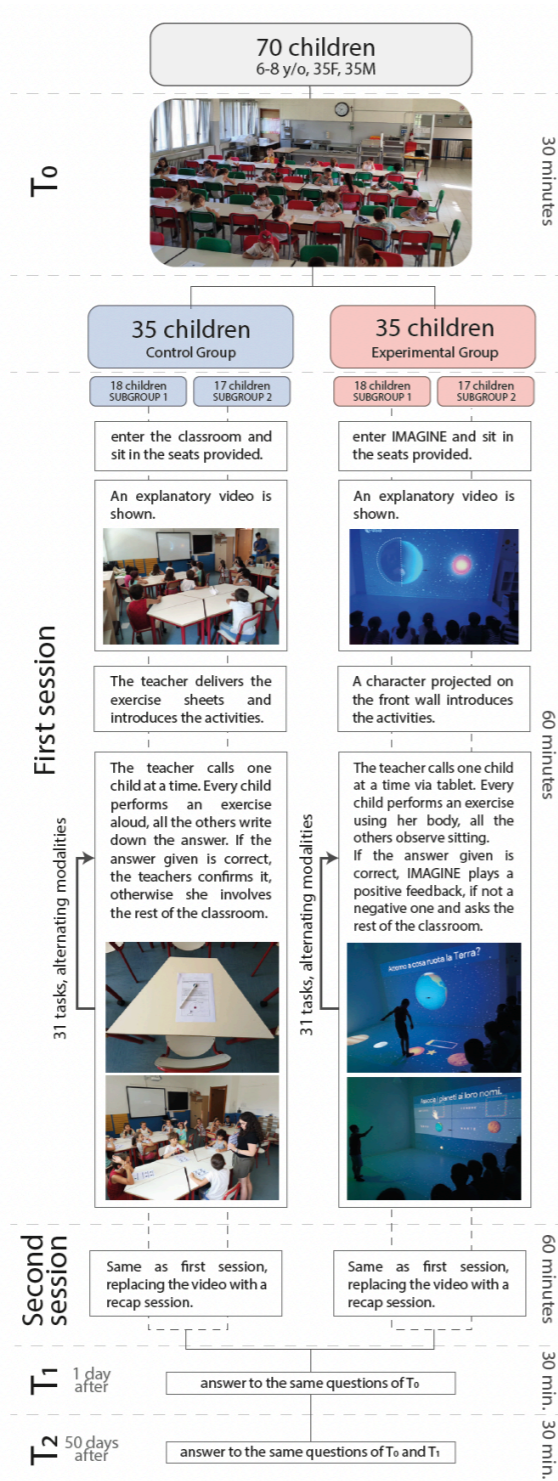 70 children
6-8 y/o, 35F, 35M
T0
30 minutes
35 children
Control Group
35 children
Experimental Group
18 children
SUBGROUP 1
17 children
SUBGROUP 2
18 children
SUBGROUP 1
17 children
SUBGROUP 2
First session
60 minutes
enter the classroom and
sit in the seats provided.
enter IMAGINE and sit in
the seats provided.
An explanatory video is
shown.
An explanatory video is
shown.
The teacher delivers the
exercise sheets and
introduces the activities.
A character projected on
the front wall introduces
the activities.
31 tasks, alternating modalities
The teacher calls one
child at a time. Every child
performs an exercise
aloud, all the others write
down the answer. If the
answer given is correct,
the teachers confirms it,
otherwise she involves
the rest of the classroom.
31 tasks, alternating modalities
The teacher calls one child
at a time via tablet. Every
child performs an exercise
using her body, all the
others observe sitting.
If the answer given is
correct, IMAGINE plays a
positive feedback, if not a
negative one and asks the
rest of the classroom.
Attorno a cosa ruota la Terra?
i pianeti ai loro nomi.
Second
session
60 minutes
Same as first session,
replacing the video with a
recap session.
Same as first session,
replacing the video with a
recap session.
T1
1 day
after
answer to the same questions of T0
30 min.
T2
50 days
after
answer to the same questions of T0 and T1
30 min.